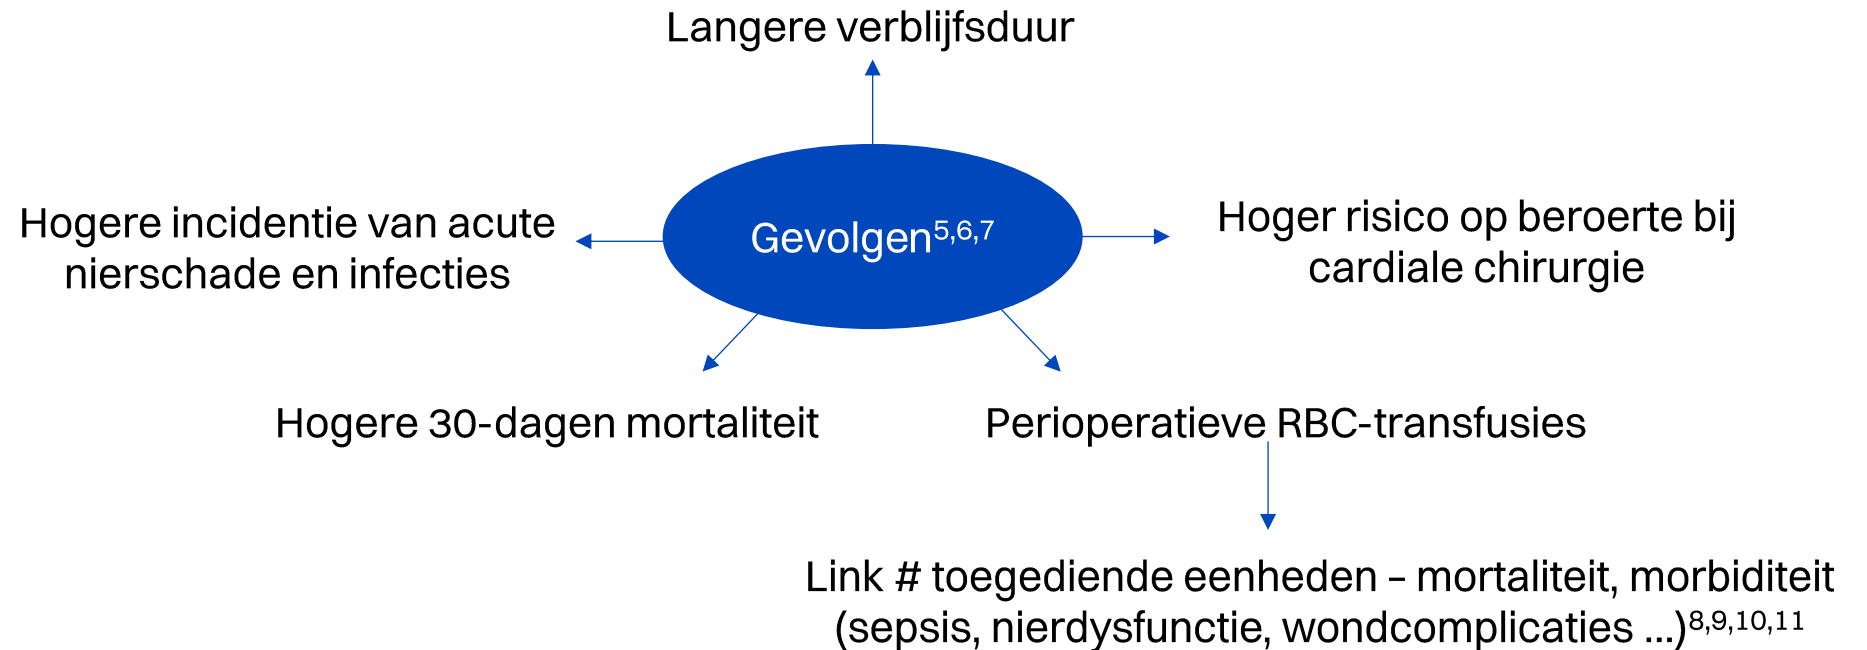 Langere verblijfsduur
Hogere incidentie van acute
nierschade en infecties
Gevolgen5,6,7
Hoger risico op beroerte bij
cardiale chirurgie
Hogere 30-dagen mortaliteit
Perioperatieve RBC-transfusies
Link # toegediende eenheden – mortaliteit, morbiditeit
(sepsis, nierdysfunctie, wondcomplicaties ...)8,9,10,11